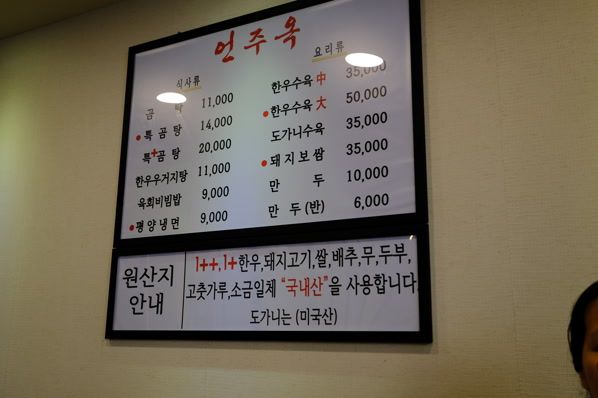 언주옥
식사류
곰 탕 11,000
특 곰 탕 14,000
특+곰 탕 20,000
한우우거지탕 11,000
육회비빔밥 9,000
평양냉면 9,000
요리류
한우수육 中 35,000
한우수육 大 50,000
도가니수육 35,000
돼지보쌈 35,000
만 두 10,000
만 두 (반) 6,000
원산지
안내
1++,1+한우,돼지고기,쌀,배추,무,두부,
고춧가루,소금일체 "국내산"을 사용합니다.
도가니는 (미국산)